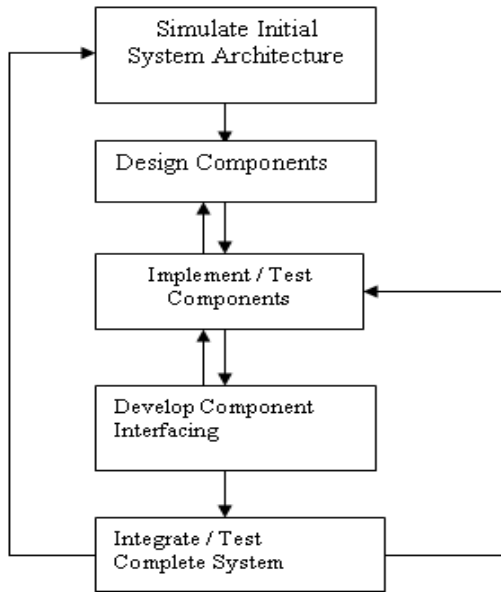 Simulate Initial
System Architecture
Design Components
Implement / Test
Components
Develop Component
Interfacing
Integrate / Test
Complete System